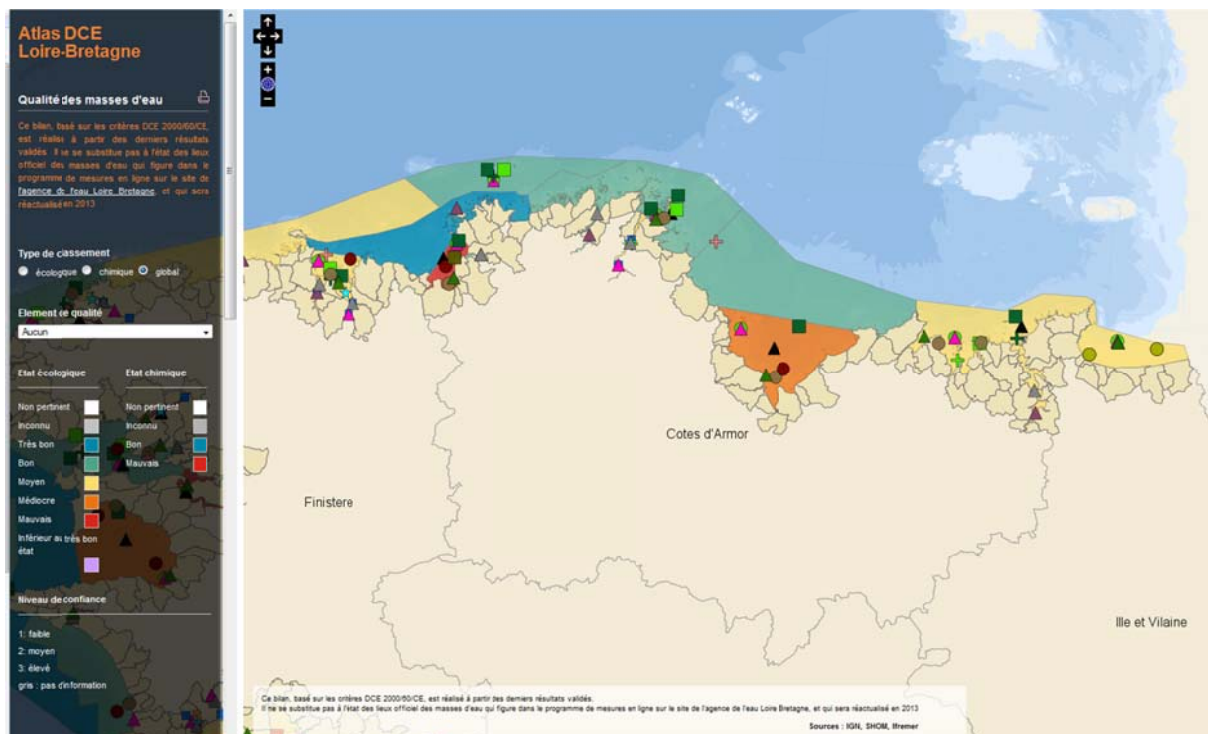 Atlas DCE
Loire-Bretagne
Qualité des masses d'eau
Ce bilan, basé sur les critères DCE 2000/60/CE,
est réalisé à partir des derniers résultats
validés. Il ne se substitue pas à l'état des lieux
officiel des masses d'eau qui figure dans le
programme de mesures en ligne sur le site de
l'agence de l'eau Loire Bretagne, et qui sera
réactualisé en 2013
Type de classement
écologique chimique global
Element de qualité
Aucun
Etat écologique Etat chimique
Non pertinent Non pertinent
Inconnu Inconnu
Très bon Bon
Bon Mauvais
Moyen
Médiocre
Mauvais
Inférieur au très bon
état
Niveau de confiance
1: faible
2: moyen
3: élevé
gris : pas d'information
Cotes d'Armor
Finistere
Ille et Vilaine
Ce bilan, basé sur les critères DCE 2000/60/CE, est réalisé à partir des derniers résultats validés.
Il ne se substitue pas à l'état des lieux officiel des masses d'eau qui figure dans le programme de mesures en ligne sur le site de l'agence de l'eau Loire Bretagne, et qui sera réactualisé en 2013
Sources : IGN, SHOM, Ifremer